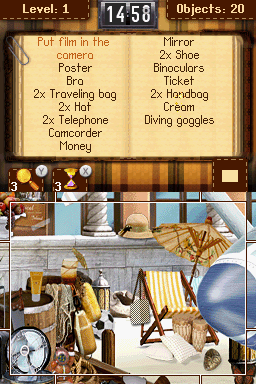 Level: 1
14:58
Objects: 20
Put film in the
camera
Poster
Bra
2x Traveling bag
2x Hat
2x Telephone
Camcorder
Money
Mirror
2x Shoe
Binoculars
Ticket
2x Handbag
Cream
Diving goggles
3
Y
3
X